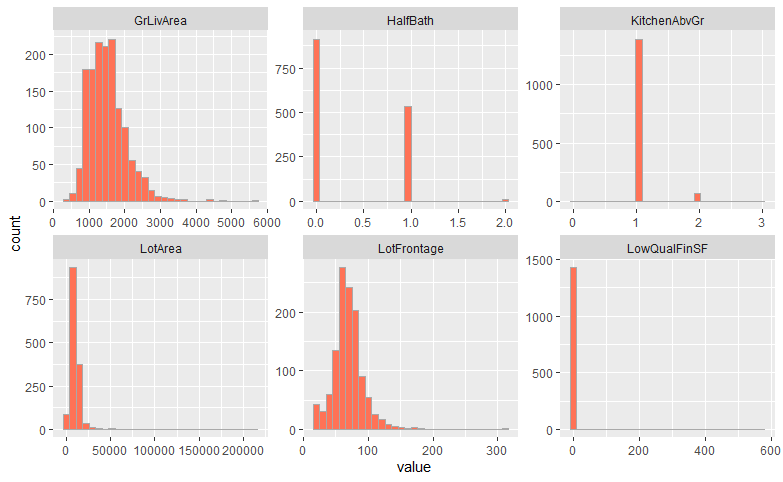 GrLivArea HalfBath KitchenAbvGr
200
150
100
50
0
0 1000 2000 3000 4000 5000 6000
750
500
250
0
0.0 0.5 1.0 1.5 2.0
1000
500
0
0 1 2 3
count
LotArea LotFrontage LowQualFinSF
750
500
250
0
0 50000 100000 150000 200000
200
100
0
0 100 200 300
1500
1000
500
0
0 200 400 600
value